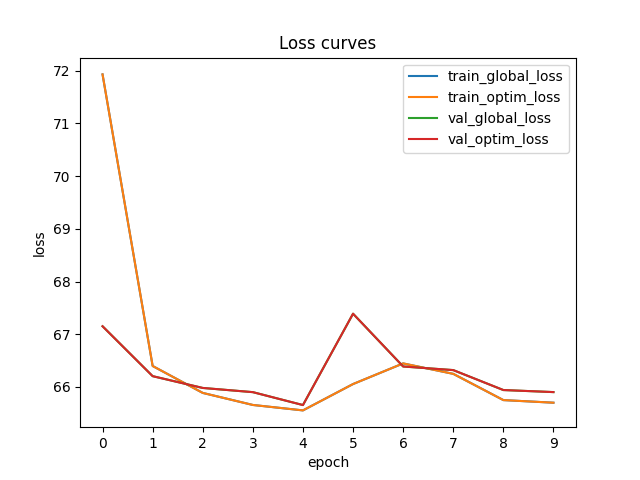 Loss curves
train_global_loss
train_optim_loss
val_global_loss
val_optim_loss
72
71
70
69
68
67
66
loss
0 1 2 3 4 5 6 7 8 9
epoch